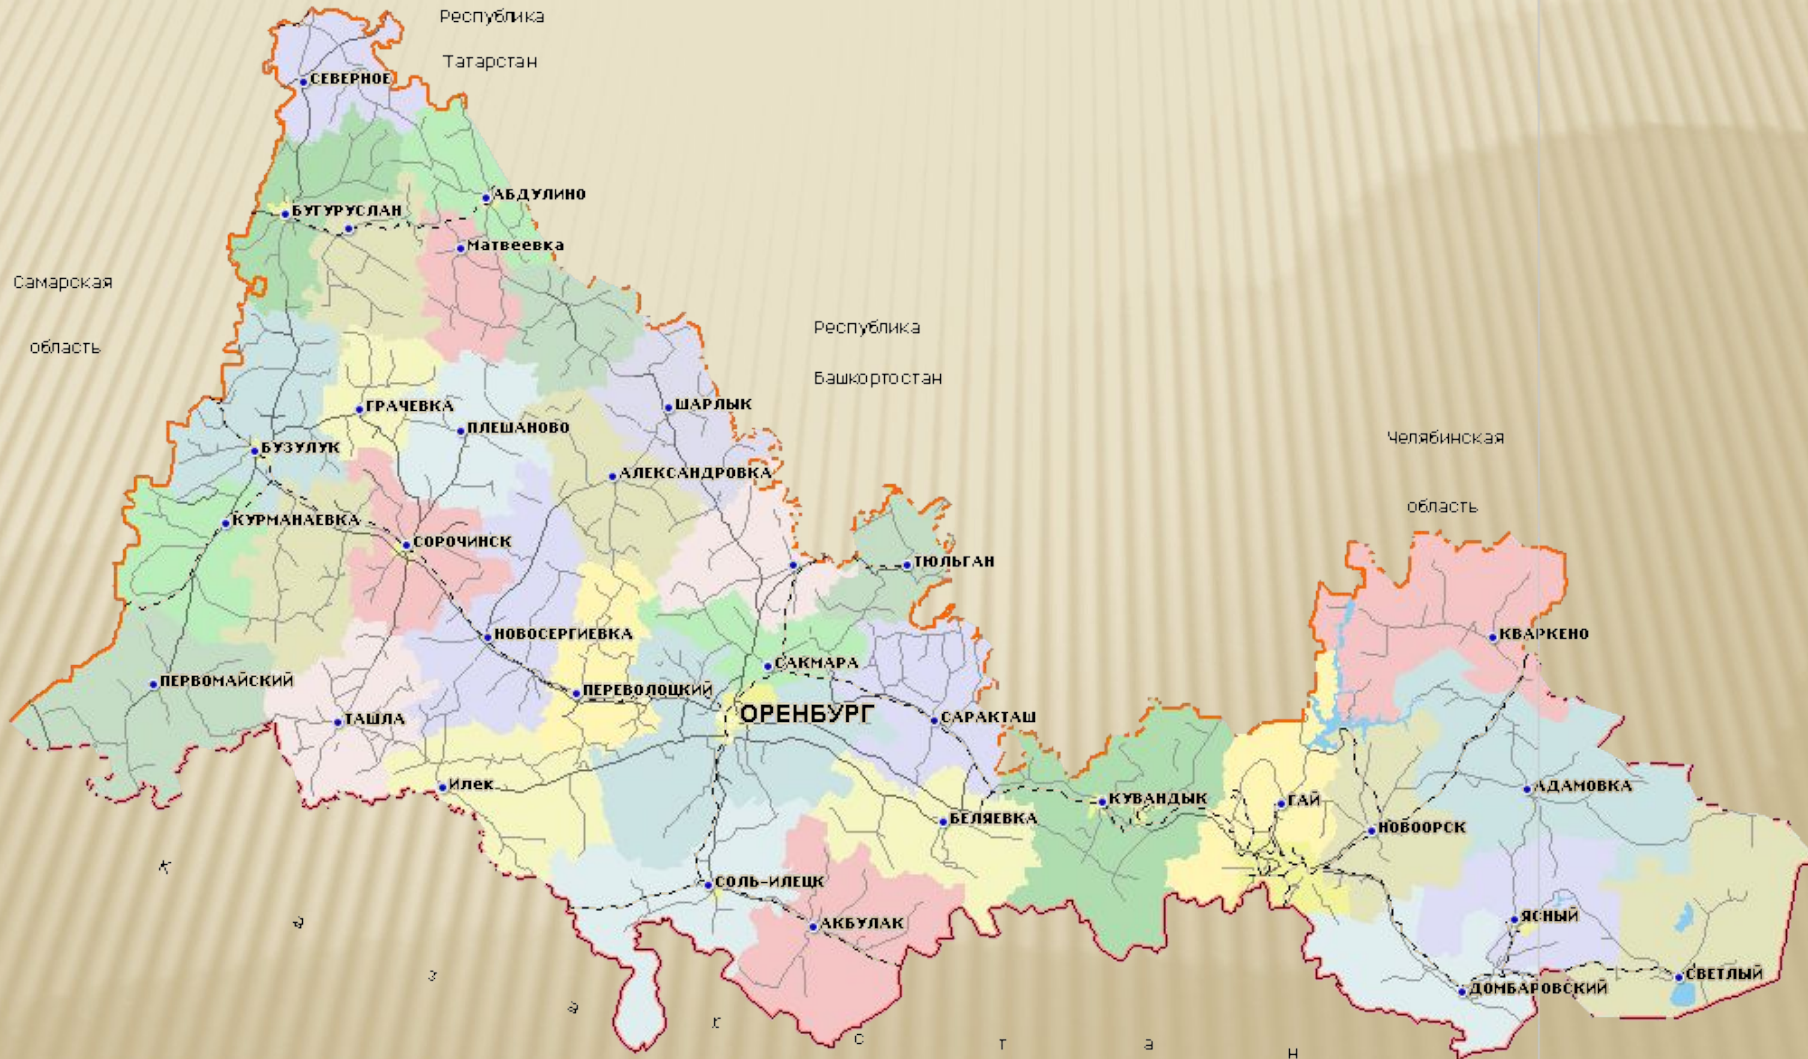 Республика
Татарстан
СЕВЕРНОЕ
АБДУЛИНО
БУГУРУСЛАН
Матвеевка
Самарская
область
Республика
Башкортостан
ГРАЧЕВКА
ШАРЛЫК
ПЛЕШАНОВО
БУЗУЛУК
Челябинская
область
АЛЕКСАНДРОВКА
КУРМАНАЕВКА
СОРОЧИНСК
ТЮЛЬГАН
НОВОСЕРГИЕВКА
КВАРКЕНО
САКМАРА
ПЕРВОМАЙСКИЙ
ПЕРЕВОЛОЦКИЙ
ОРЕНБУРГ
ТАШЛА
САРАКТАШ
Илек
АДАМОВКА
КУВАНДЫК
ГАЙ
БЕЛЯЕВКА
НОВООРСК
СОЛЬ-ИЛЕЦК
АКБУЛАК
ЯСНЫЙ
СВЕТЛЫЙ
ДОМБАРОВСКИЙ
К а з а х с т а н